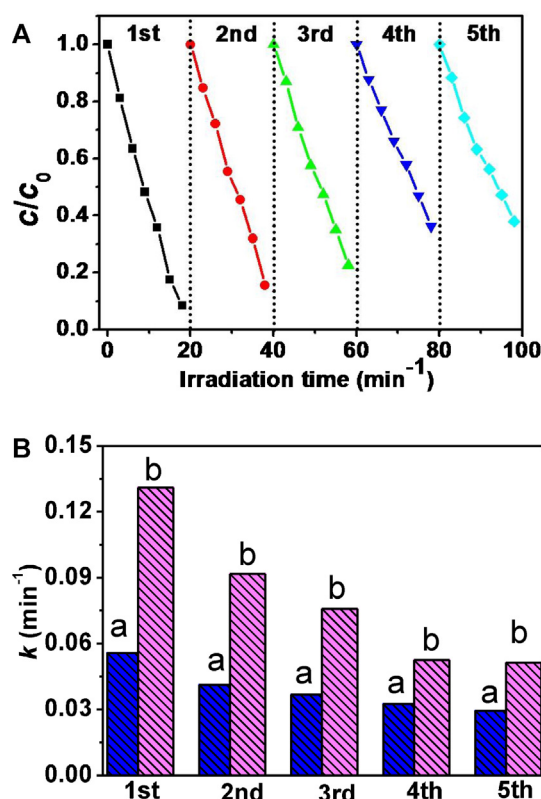 A
1st 2nd 3rd 4th 5th
1.0
0.8
0.6
0.4
0.2
0.0
c/c0
0 20 40 60 80 100
Irradiation time (min-1)
B
0.15
0.12
0.09
0.06
0.03
0.00
k (min-1)
a b a b a b a b a b
1st 2nd 3rd 4th 5th